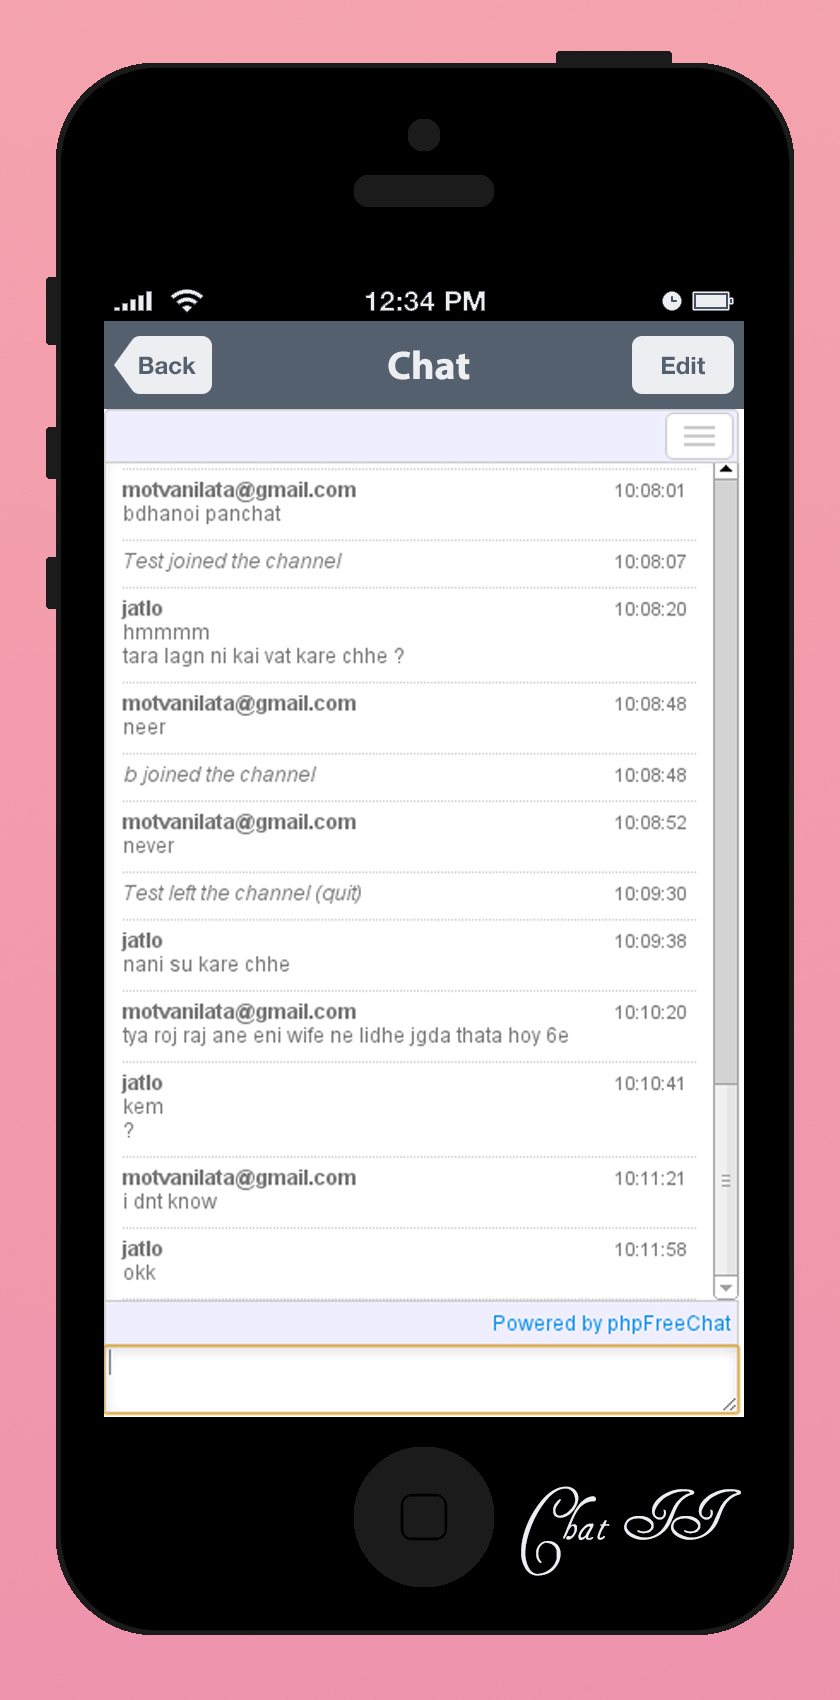 12:34 PM
Back
Chat
Edit
motvanilata@gmail.com 10:08:01
bdhanoi panchat
Test joined the channel 10:08:07
jatlo 10:08:20
hmmmm
tara lagn ni kai vat kare chhe ?
motvanilata@gmail.com 10:08:48
neer
b joined the channel 10:08:48
motvanilata@gmail.com 10:08:52
never
Test left the channel (quit) 10:09:30
jatlo 10:09:38
nani su kare chhe
motvanilata@gmail.com 10:10:20
tya roj raj ane eni wife ne lidhe jgda thata hoy 6e
jatlo 10:10:41
kem
?
motvanilata@gmail.com 10:11:21
i dnt know
jatlo 10:11:58
okk
Powered by phpFreeChat
Chat II